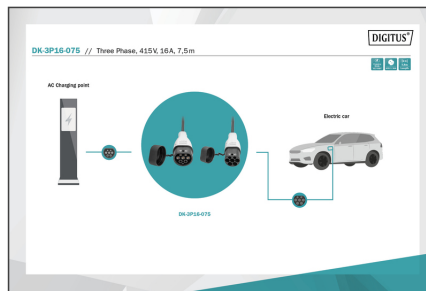 DIGITUS®
DK-3P16-075 // Three Phase, 415V, 16A, 7,5m
AC Charging point
Electric car
DK-3P16-075